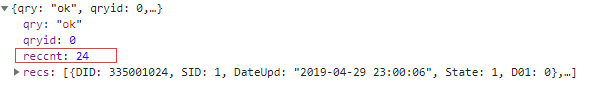 ▼{qry: "ok", qryid: 0,…}
qry: "ok"
qryid: 0
reccnt: 24
▶recs: [{DID: 335001024, SID: 1, DateUpd: "2019-04-29 23:00:06", State: 1, D01: 0},…]